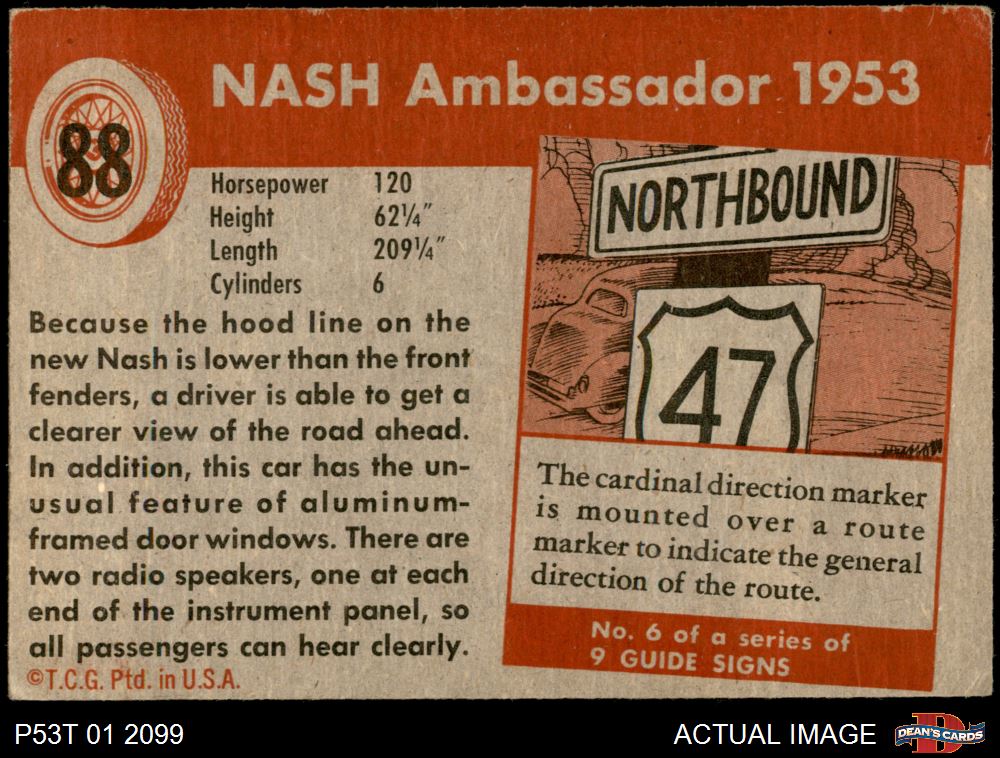 NASH Ambassador 1953
88
Horsepower 120
Height 62¼"
Length 209¼"
Cylinders 6
Because the hood line on the
new Nash is lower than the front
fenders, a driver is able to get a
clearer view of the road ahead.
In addition, this car has the un-
usual feature of aluminum-
framed door windows. There are
two radio speakers, one at each
end of the instrument panel, so
all passengers can hear clearly.
©T.C.G. Ptd. in U.S.A.
NORTHBOUND
47
The cardinal direction marker
is mounted over a route
marker to indicate the general
direction of the route.
No. 6 of a series of
9 GUIDE SIGNS
P53T 01 2099
ACTUAL IMAGE
DEAN'S CARDS